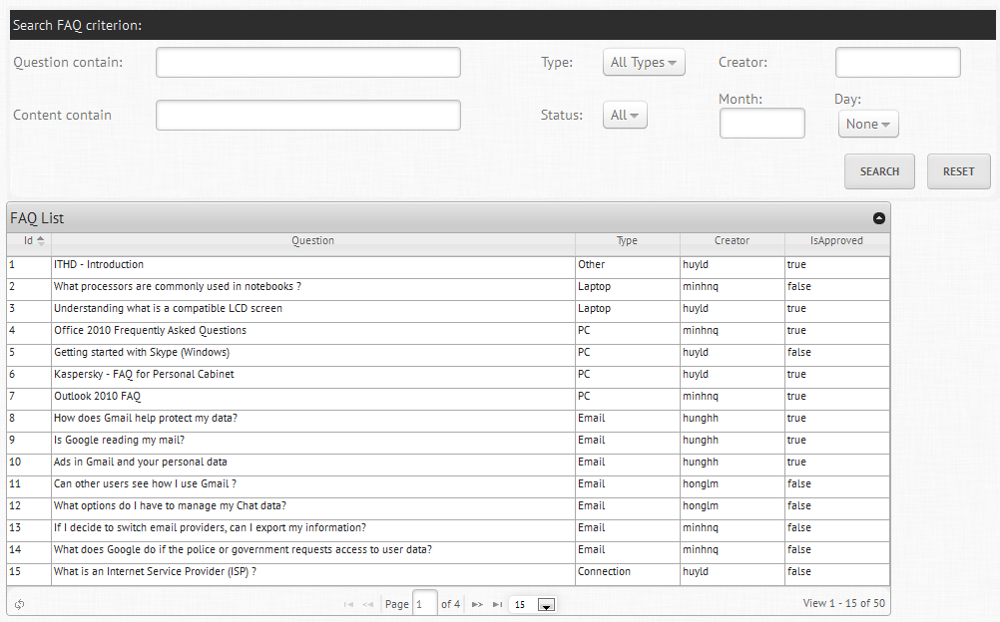 Search FAQ criterion:
Question contain: Type: All Types Creator:
Content contain Status: All Month: Day: None
SEARCH RESET
FAQ List
Id Question Type Creator IsApproved
1 ITHD - Introduction Other huyld true
2 What processors are commonly used in notebooks ? Laptop minhnq false
3 Understanding what is a compatible LCD screen Laptop huyld true
4 Office 2010 Frequently Asked Questions PC minhnq true
5 Getting started with Skype (Windows) PC huyld false
6 Kaspersky - FAQ for Personal Cabinet PC huyld true
7 Outlook 2010 FAQ PC minhnq true
8 How does Gmail help protect my data? Email hunghh true
9 Is Google reading my mail? Email hunghh true
10 Ads in Gmail and your personal data Email hunghh true
11 Can other users see how I use Gmail ? Email honglm false
12 What options do I have to manage my Chat data? Email honglm false
13 If I decide to switch email providers, can I export my information? Email minhnq false
14 What does Google do if the police or government requests access to user data? Email minhnq false
15 What is an Internet Service Provider (ISP) ? Connection huyld false
Page 1 of 4 15 View 1 - 15 of 50